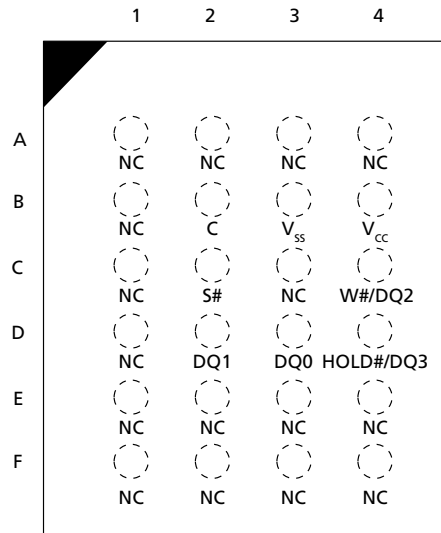 1 2 3 4
A
NC NC NC NC
B
NC C VSS VCC
C
NC S# NC W#/DQ2
D
NC DQ1 DQ0 HOLD#/DQ3
E
NC NC NC NC
F
NC NC NC NC